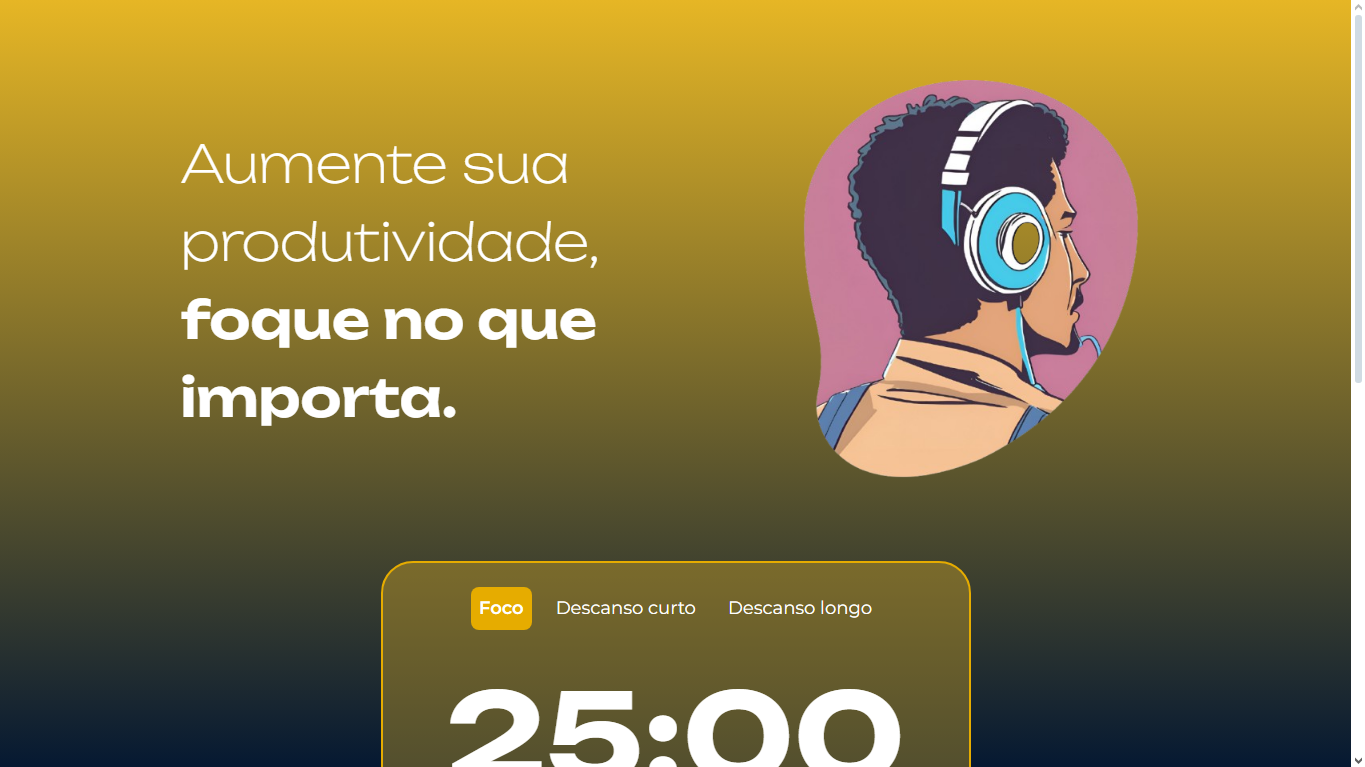 Aumente sua
produtividade,
foque no que
importa.
Foco Descanso curto Descanso longo
25:00